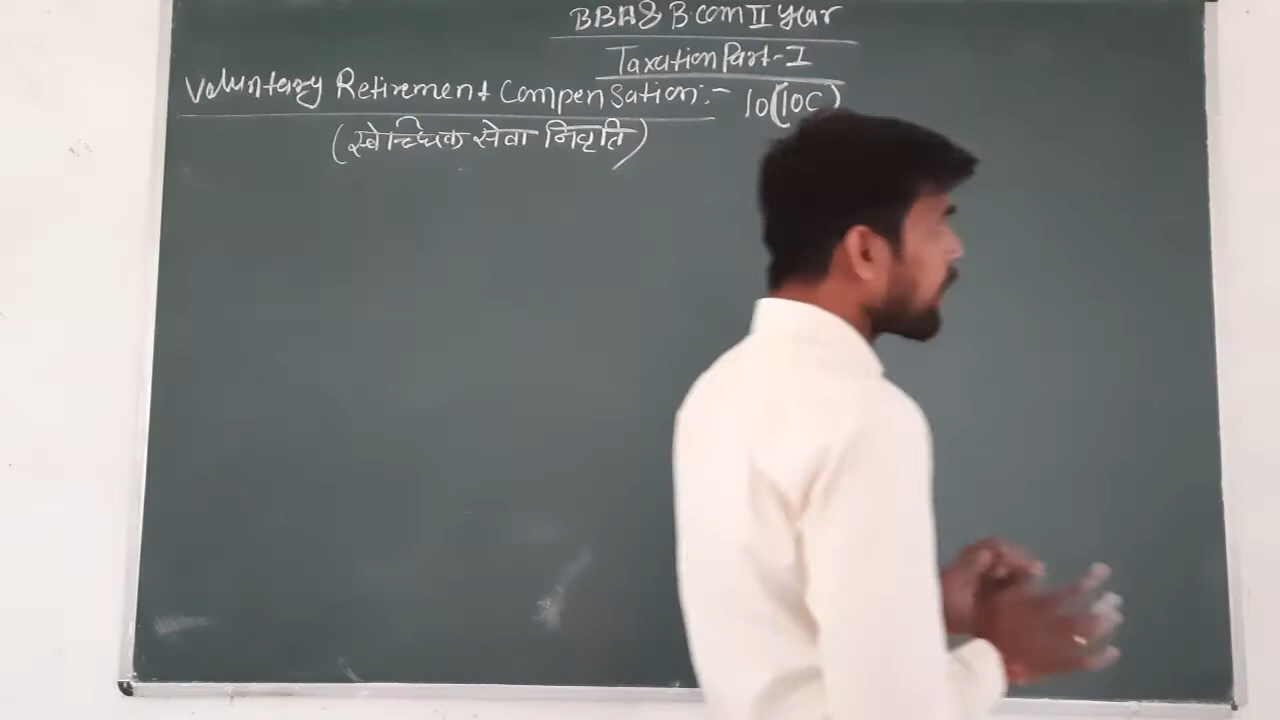 BBA & B.com II year
Taxation Part-I
Voluntary Retirement Compensation:- 10(10C)
(स्वेच्छिक सेवा निवृति)